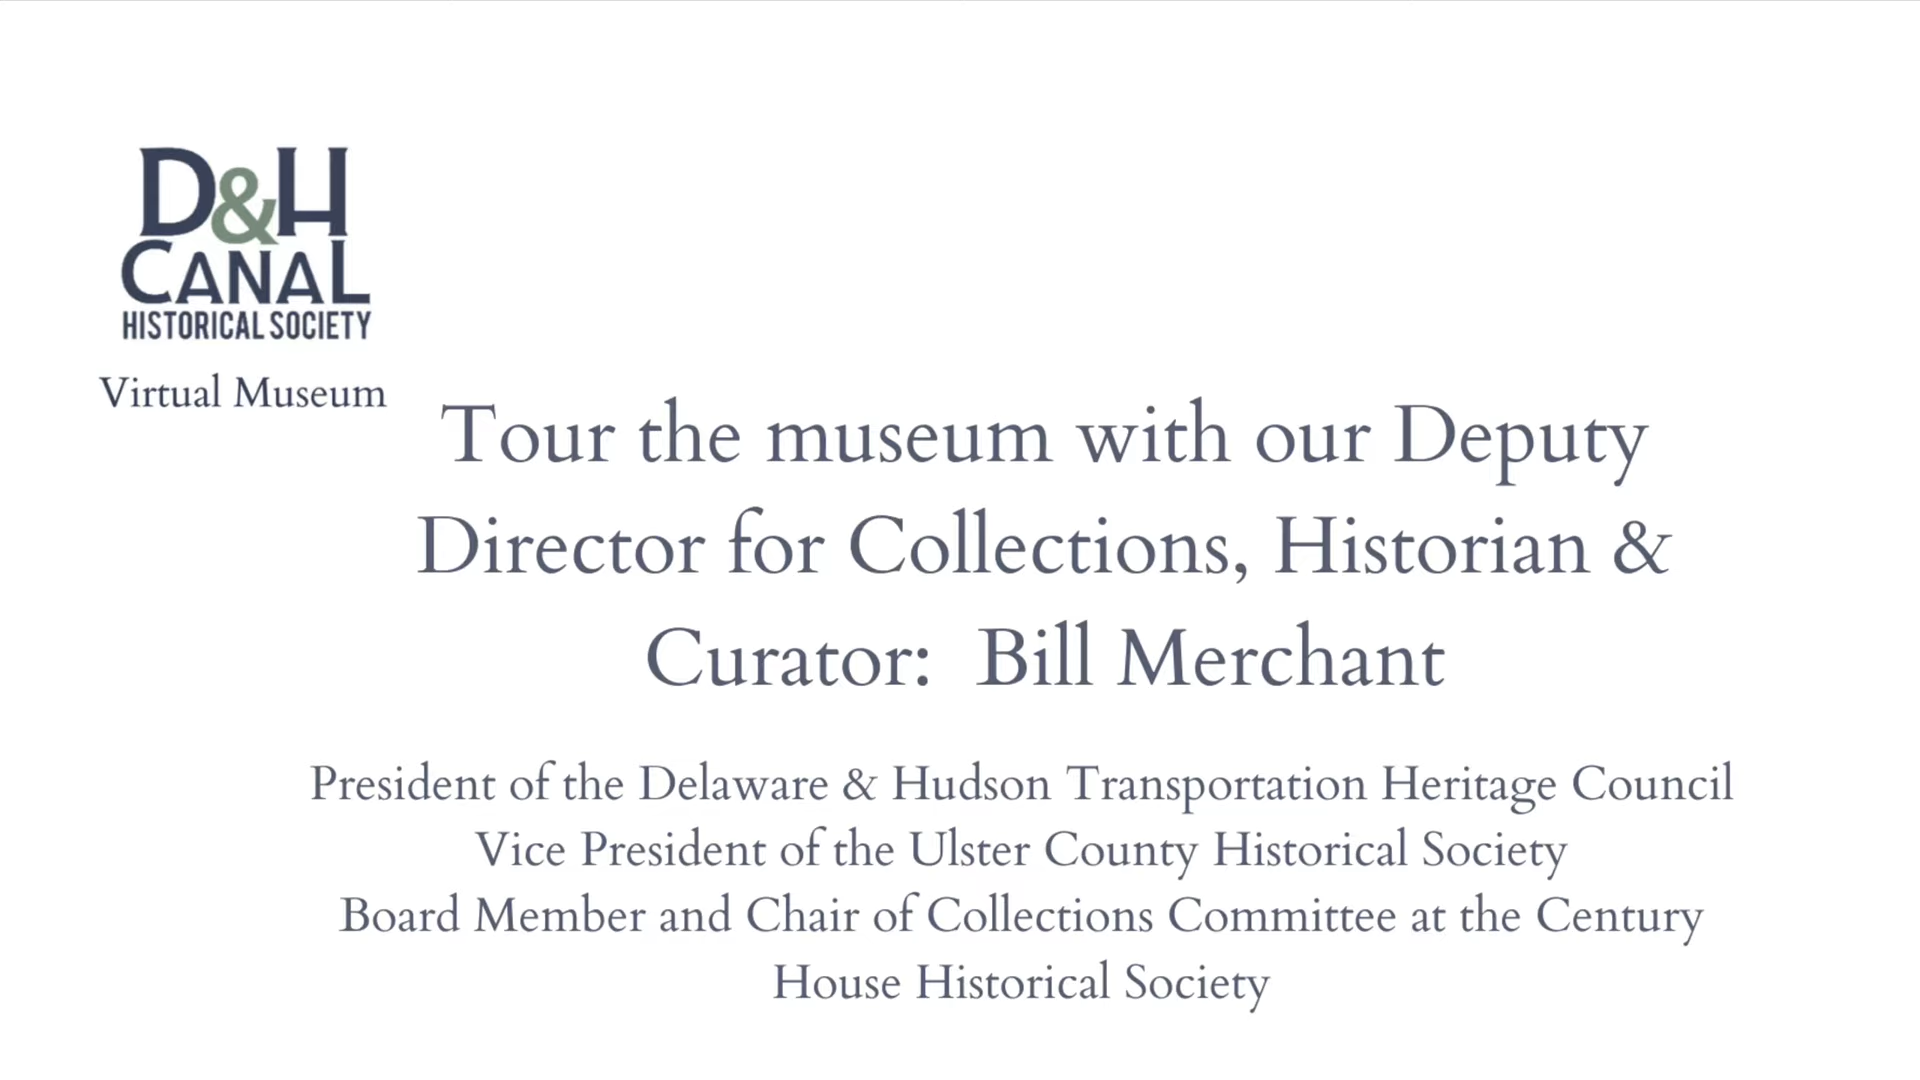 D&H
CANAL
HISTORICAL SOCIETY
Virtual Museum
Tour the museum with our Deputy
Director for Collections, Historian &
Curator: Bill Merchant
President of the Delaware & Hudson Transportation Heritage Council
Vice President of the Ulster County Historical Society
Board Member and Chair of Collections Committee at the Century
House Historical Society